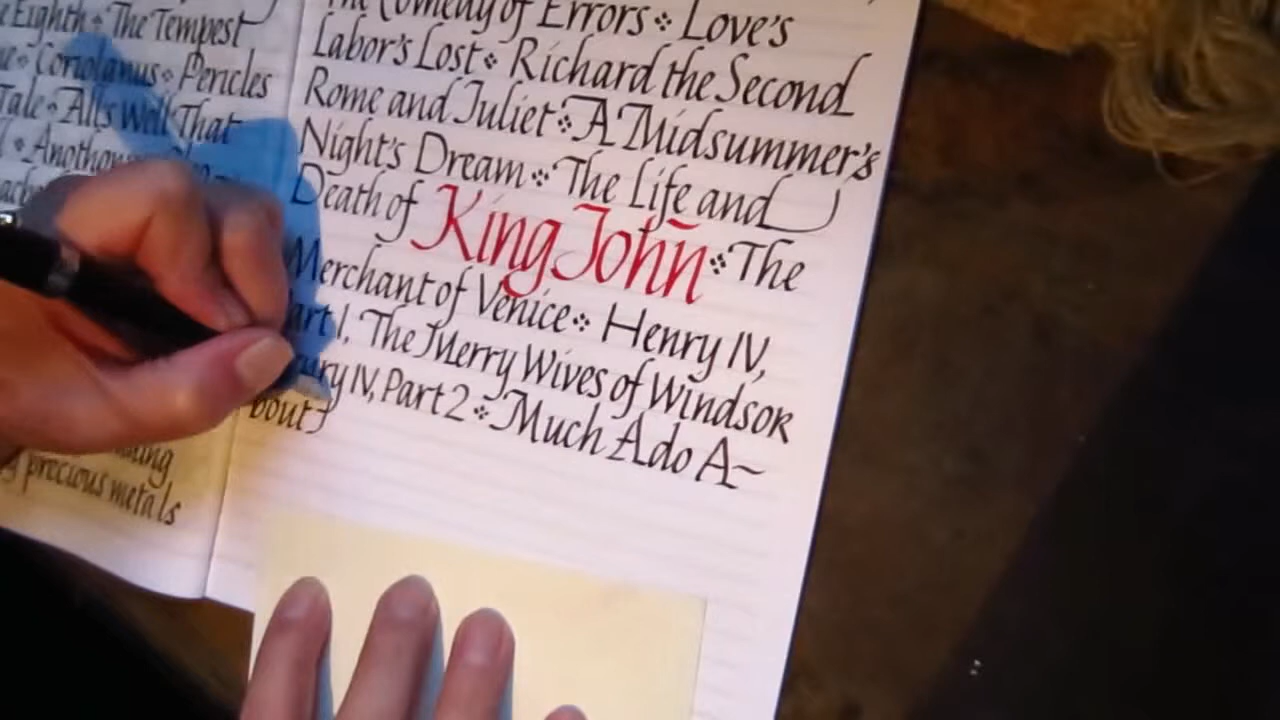 Eighth ❖ The Tempest
Coriolanus ❖ Pericles
Tale ❖ All's Well That
precious metals
The Comedy of Errors ❖ Love's
Labor's Lost ❖ Richard the Second
Rome and Juliet ❖ A Midsummer's
Night's Dream ❖ The Life and
Death of King John ❖ The
Merchant of Venice ❖ Henry IV,
Part 1, The Merry Wives of Windsor
IV, Part 2 ❖ Much Ado A~
bout